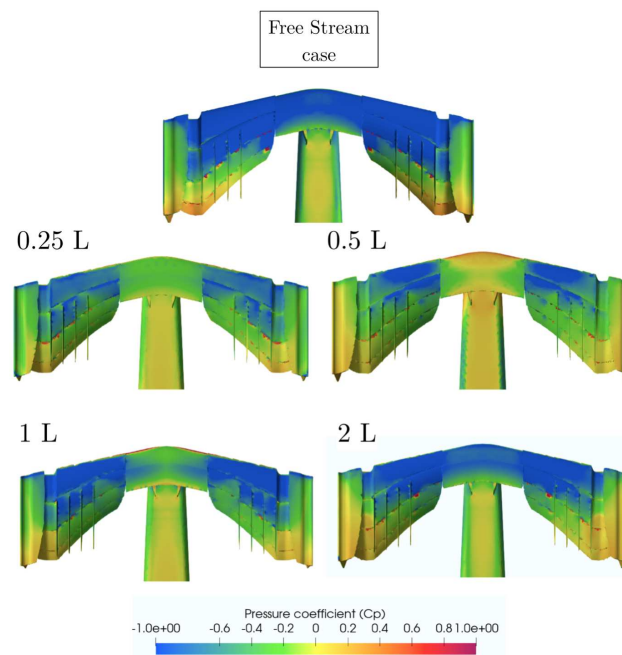 Free Stream
case
0.25 L
0.5 L
1 L
2 L
Pressure coefficient (Cp)
-1.0e+00 -0.6 -0.4 -0.2 0 0.2 0.4 0.6 0.8 1.0e+00